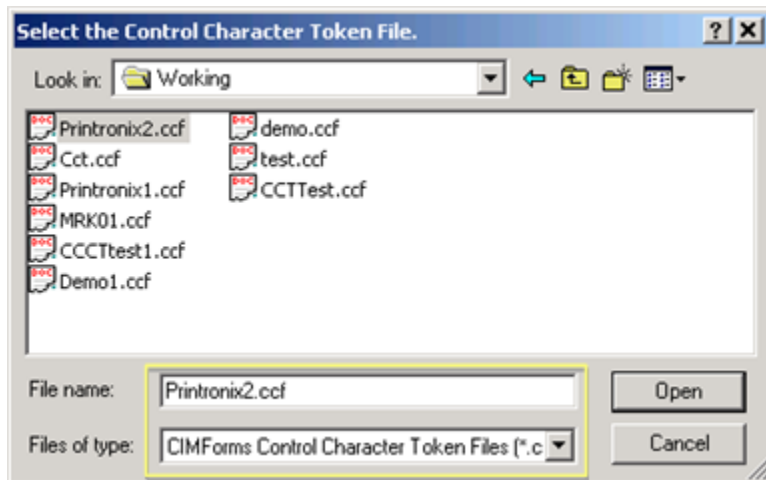 Select the Control Character Token File.
Look in: Working
Printronix2.ccf demo.ccf
Cct.ccf test.ccf
Printronix1.ccf CCTTest.ccf
MRK01.ccf
CCCTtest1.ccf
Demo1.ccf
File name: Printronix2.ccf Open
Files of type: CIMForms Control Character Token Files (*.c Cancel